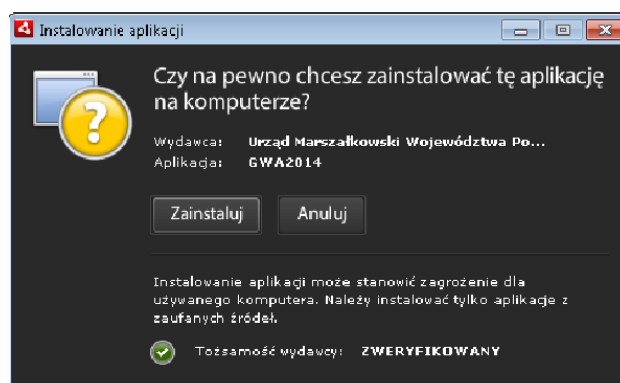 Instalowanie aplikacji
Czy na pewno chcesz zainstalować tę aplikację
na komputerze?
Wydawca: Urząd Marszałkowski Województwa Po...
Aplikacja: GWA2014
Zainstaluj Anuluj
Instalowanie aplikacji może stanowić zagrożenie dla
używanego komputera. Należy instalować tylko aplikacje z
zaufanych źródeł.
Tożsamość wydawcy: ZWERYFIKOWANY